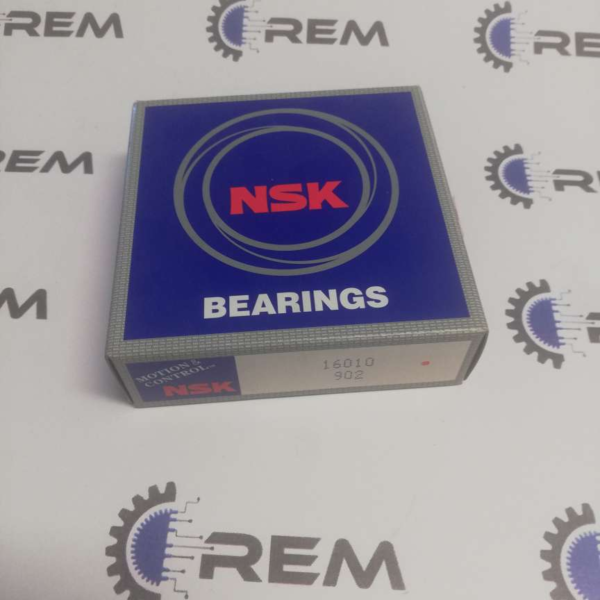 REM
REM
REM
REM
NSK
BEARINGS
MOTION &
CONTROL
NSK
16010
902
REM
REM